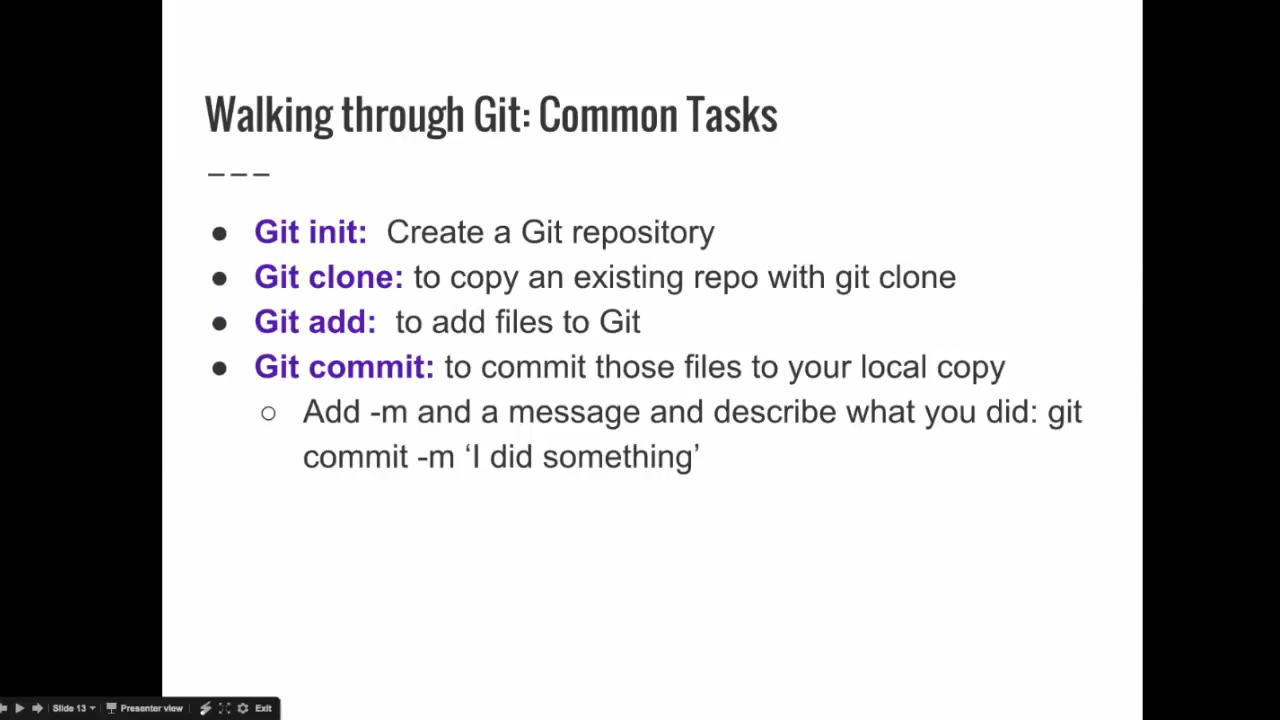 Walking through Git: Common Tasks
● Git init: Create a Git repository
● Git clone: to copy an existing repo with git clone
● Git add: to add files to Git
● Git commit: to commit those files to your local copy
○ Add -m and a message and describe what you did: git
commit -m ‘I did something’
Slide 13 Presenter view Exit